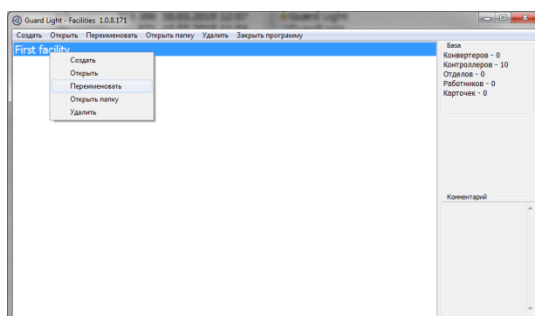 Guard Light - Facilities 1.0.8.171
Создать Открыть Переименовать Открыть папку Удалить Закрыть программу
First facility
Создать
Открыть
Переименовать
Открыть папку
Удалить
База
Конвертеров - 0
Контроллеров - 10
Отделов - 0
Работников - 0
Карточек - 0
Комментарий